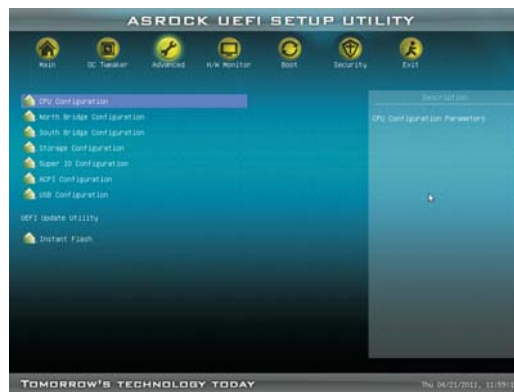 ASROCK UEFI SETUP UTILITY
Main
OC Tweaker
Advanced
H/W Monitor
Boot
Security
Exit
CPU Configuration
North Bridge Configuration
South Bridge Configuration
Storage Configuration
Super IO Configuration
ACPI Configuration
USB Configuration
UEFI Update Utility
Instant Flash
Description
CPU Configuration Parameters
TOMORROW'S TECHNOLOGY TODAY
Thu 04/21/2011, 11:59: